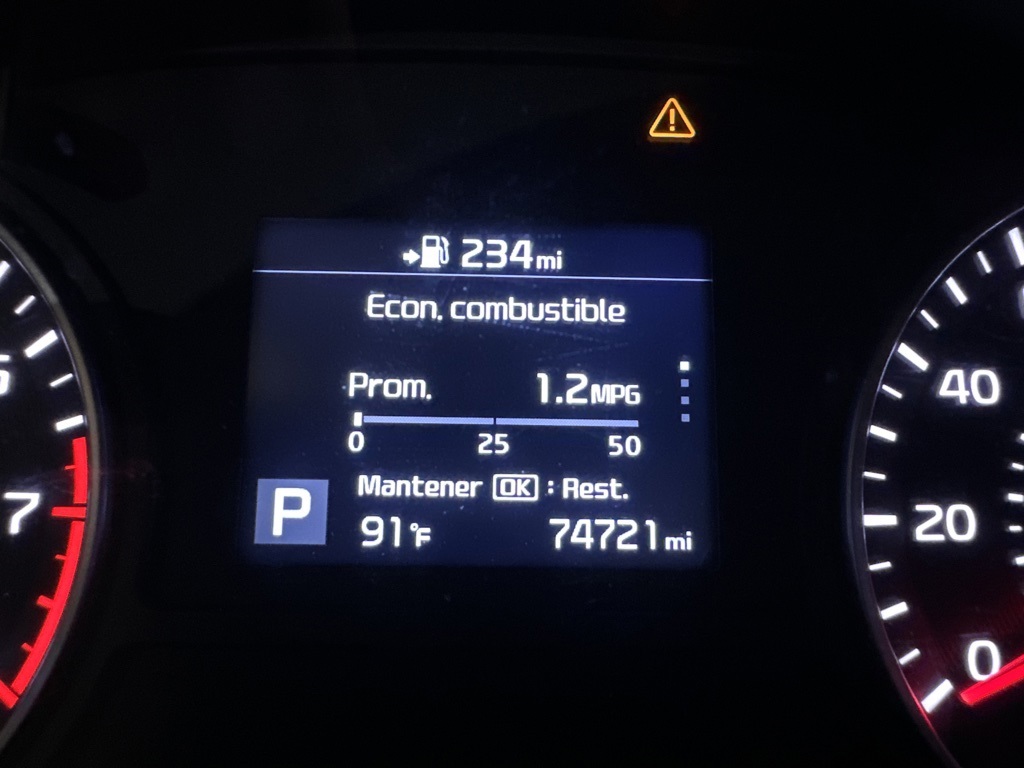 234mi
Econ. combustible
Prom. 1.2MPG
0 25 50
Mantener OK : Rest.
P
91°F 74721mi
7
40
20
0